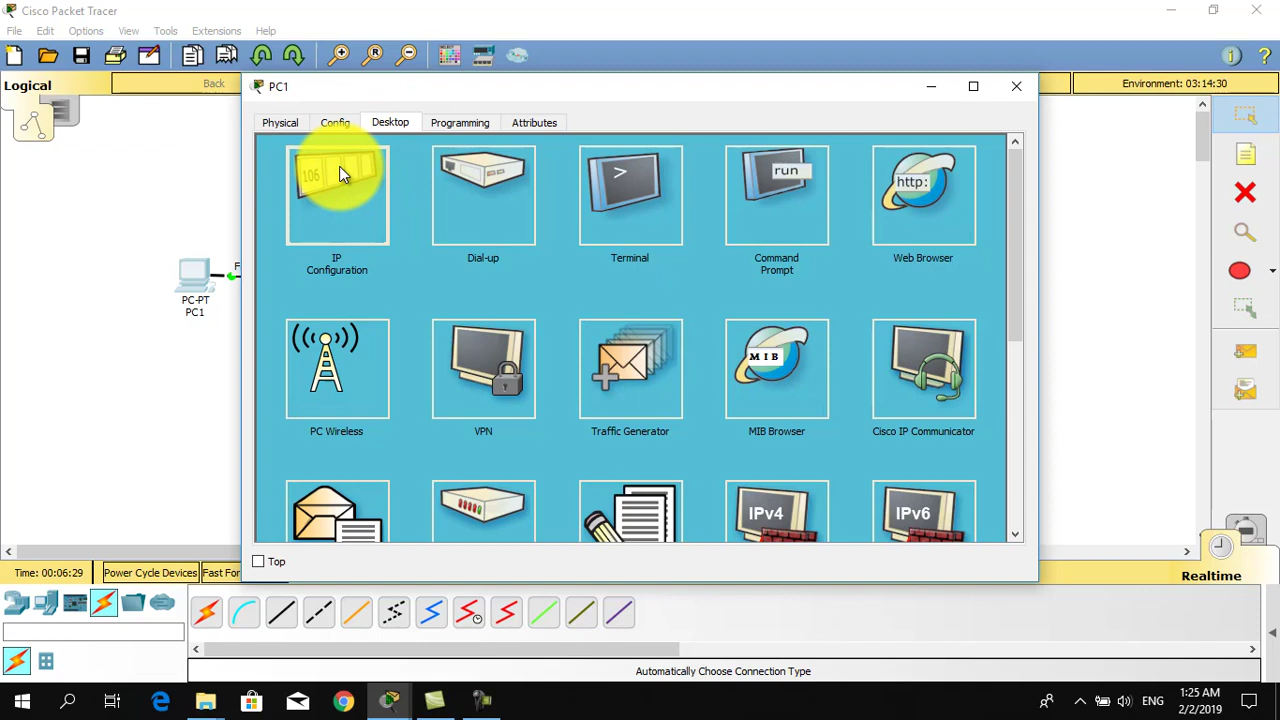 Cisco Packet Tracer
File Edit Options View Tools Extensions Help
Logical
Back
Environment: 03:14:30
PC1
Physical Config Desktop Programming Attributes
106
>
run
http:
IP
Configuration
Dial-up
Terminal
Command
Prompt
Web Browser
F
PC-PT
PC1
MIB
PC Wireless
VPN
Traffic Generator
MIB Browser
Cisco IP Communicator
IPv4
IPv6
Top
Time: 00:06:29
Power Cycle Devices
Fast For
Realtime
Automatically Choose Connection Type
ENG
1:25 AM
2/2/2019